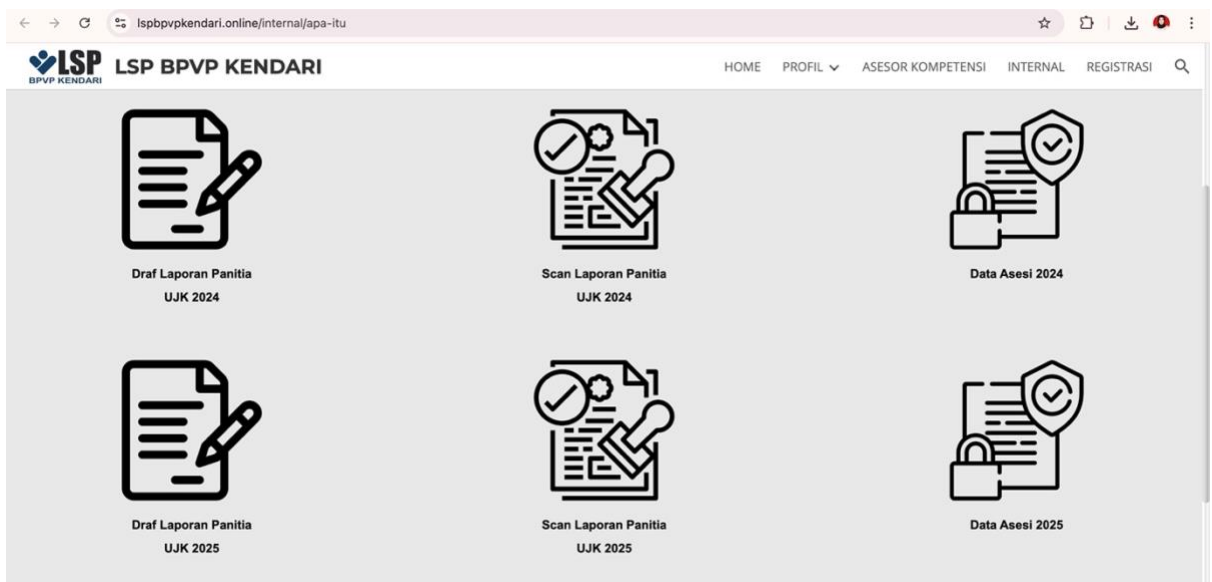 lspbpvpkendari.online/internal/apa-itu
LSP
BPVP KENDARI
LSP BPVP KENDARI
HOME PROFIL ASESOR KOMPETENSI INTERNAL REGISTRASI
Draf Laporan Panitia
UJK 2024
Scan Laporan Panitia
UJK 2024
Data Asesi 2024
Draf Laporan Panitia
UJK 2025
Scan Laporan Panitia
UJK 2025
Data Asesi 2025